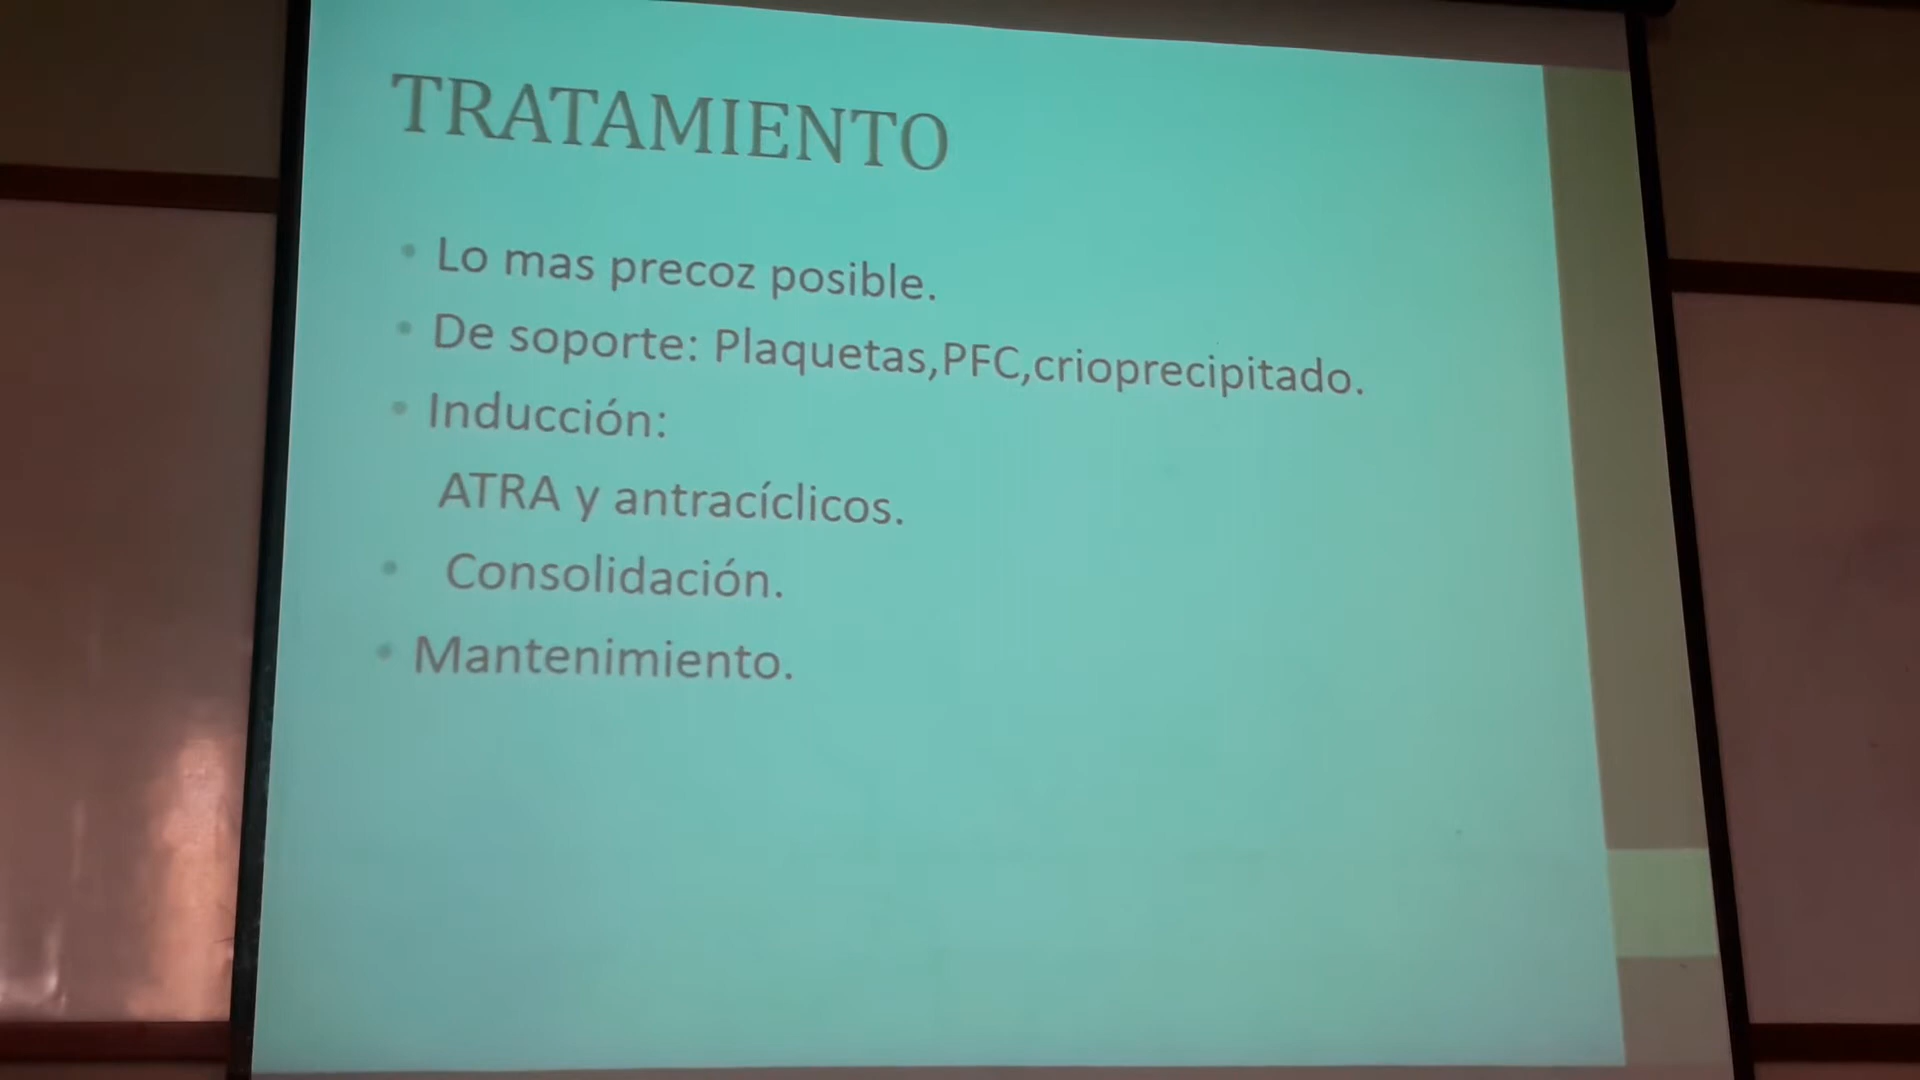 TRATAMIENTO
• Lo mas precoz posible.
• De soporte: Plaquetas,PFC,crioprecipitado.
• Inducción:
ATRA y antracíclicos.
• Consolidación.
• Mantenimiento.